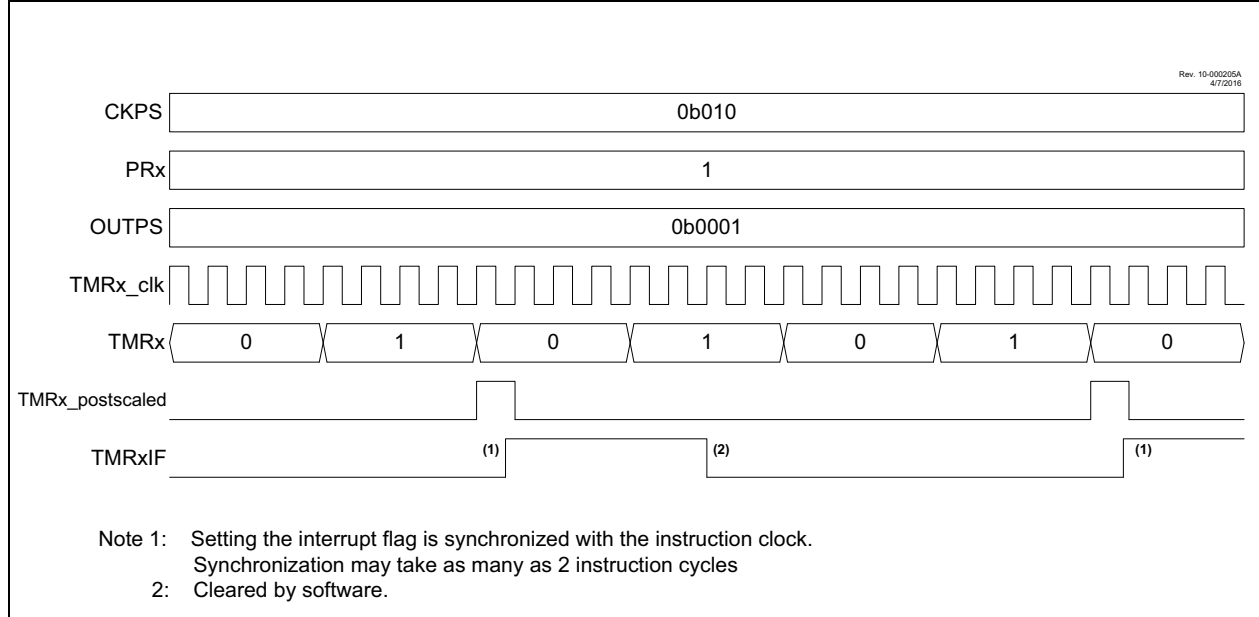 Rev. 10-000205A
4/7/2016
CKPS 0b010
PRx 1
OUTPS 0b0001
TMRx_clk
TMRx 0 1 0 1 0 1 0
TMRx_postscaled
TMRxIF (1) (2) (1)
Note 1: Setting the interrupt flag is synchronized with the instruction clock.
Synchronization may take as many as 2 instruction cycles
2: Cleared by software.